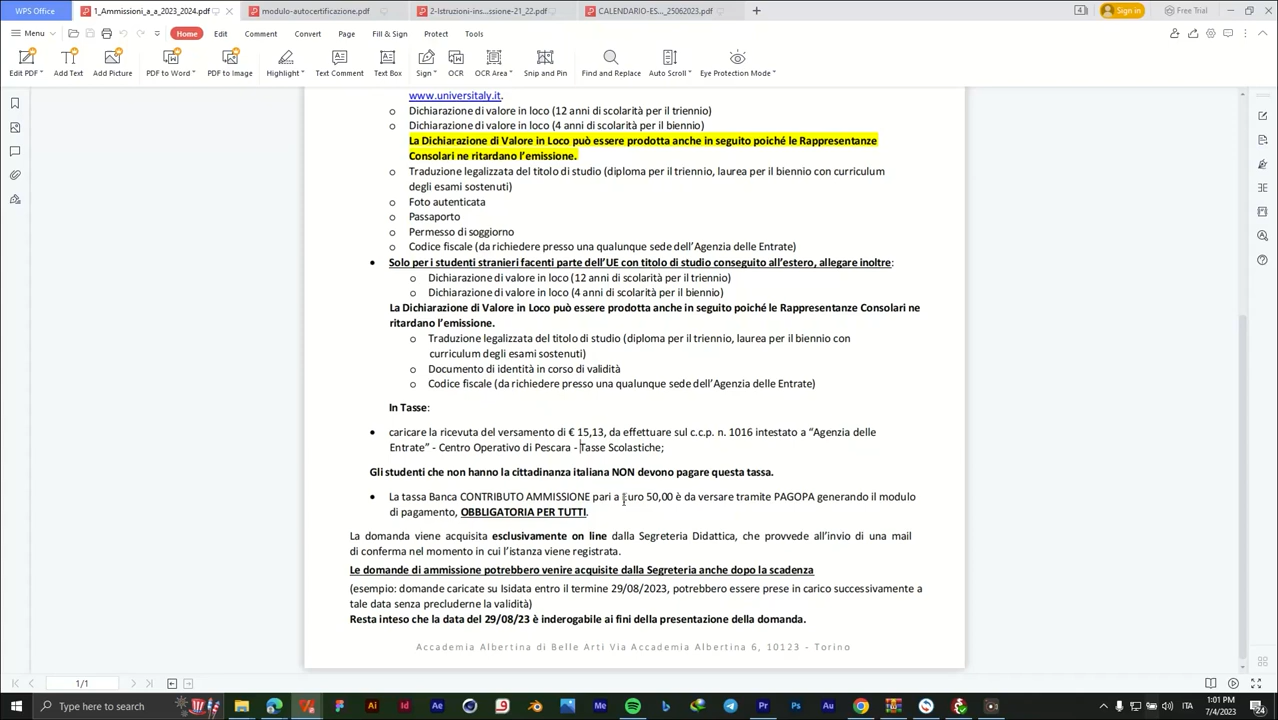 WPS Office
1_Ammissioni_a_a_2023_2024.pdf
modulo-autocertificazione.pdf
2-Istruzioni-ins...ssione-21_22.pdf
CALENDARIO-ES..._25062023.pdf
Sign in
Free Trial
Menu
Home
Edit
Comment
Convert
Page
Fill & Sign
Protect
Tools
Edit PDF
Add Text
Add Picture
PDF to Word
PDF to Image
Highlight
Text Comment
Text Box
Sign
OCR
OCR Area
Snip and Pin
Find and Replace
Auto Scroll
Eye Protection Mode
www.universitaly.it.
o Dichiarazione di valore in loco (12 anni di scolarità per il triennio)
o Dichiarazione di valore in loco (4 anni di scolarità per il biennio)
La Dichiarazione di Valore in Loco può essere prodotta anche in seguito poiché le Rappresentanze
Consolari ne ritardano l'emissione.
o Traduzione legalizzata del titolo di studio (diploma per il triennio, laurea per il biennio con curriculum
degli esami sostenuti)
o Foto autenticata
o Passaporto
o Permesso di soggiorno
o Codice fiscale (da richiedere presso una qualunque sede dell'Agenzia delle Entrate)
• Solo per i studenti stranieri facenti parte dell'UE con titolo di studio conseguito all'estero, allegare inoltre:
o Dichiarazione di valore in loco (12 anni di scolarità per il triennio)
o Dichiarazione di valore in loco (4 anni di scolarità per il biennio)
La Dichiarazione di Valore in Loco può essere prodotta anche in seguito poiché le Rappresentanze Consolari ne
ritardano l'emissione.
o Traduzione legalizzata del titolo di studio (diploma per il triennio, laurea per il biennio con
curriculum degli esami sostenuti)
o Documento di identità in corso di validità
o Codice fiscale (da richiedere presso una qualunque sede dell'Agenzia delle Entrate)
In Tasse:
• caricare la ricevuta del versamento di € 15,13, da effettuare sul c.c.p. n. 1016 intestato a “Agenzia delle
Entrate” - Centro Operativo di Pescara - Tasse Scolastiche;
Gli studenti che non hanno la cittadinanza italiana NON devono pagare questa tassa.
• La tassa Banca CONTRIBUTO AMMISSIONE pari a Euro 50,00 è da versare tramite PAGOPA generando il modulo
di pagamento, OBBLIGATORIA PER TUTTI.
La domanda viene acquisita esclusivamente on line dalla Segreteria Didattica, che provvede all'invio di una mail
di conferma nel momento in cui l'istanza viene registrata.
Le domande di ammissione potrebbero venire acquisite dalla Segreteria anche dopo la scadenza
(esempio: domande caricate su Isidata entro il termine 29/08/2023, potrebbero essere prese in carico successivamente a
tale data senza precluderne la validità)
Resta inteso che la data del 29/08/23 è inderogabile ai fini della presentazione della domanda.
Accademia Albertina di Belle Arti Via Accademia Albertina 6, 10123 - Torino
1/1
Type here to search
Ai
Id
Ae
Me
Pr
Ps
Au
1:01 PM
7/4/2023
24